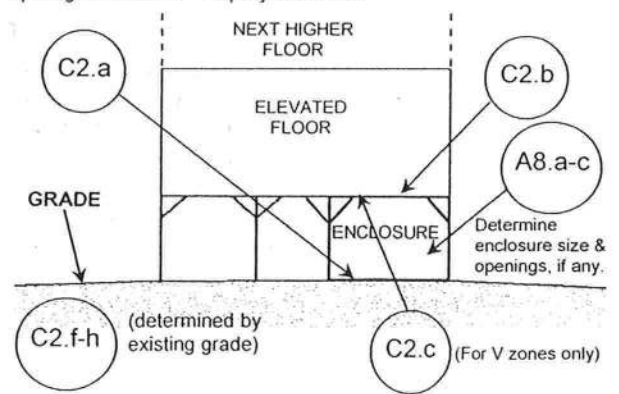 NEXT HIGHER
FLOOR
C2.a
C2.b
ELEVATED
FLOOR
A8.a-c
GRADE
ENCLOSURE
Determine
enclosure size &
openings, if any.
C2.f-h
(determined by
existing grade)
C2.c
(For V zones only)